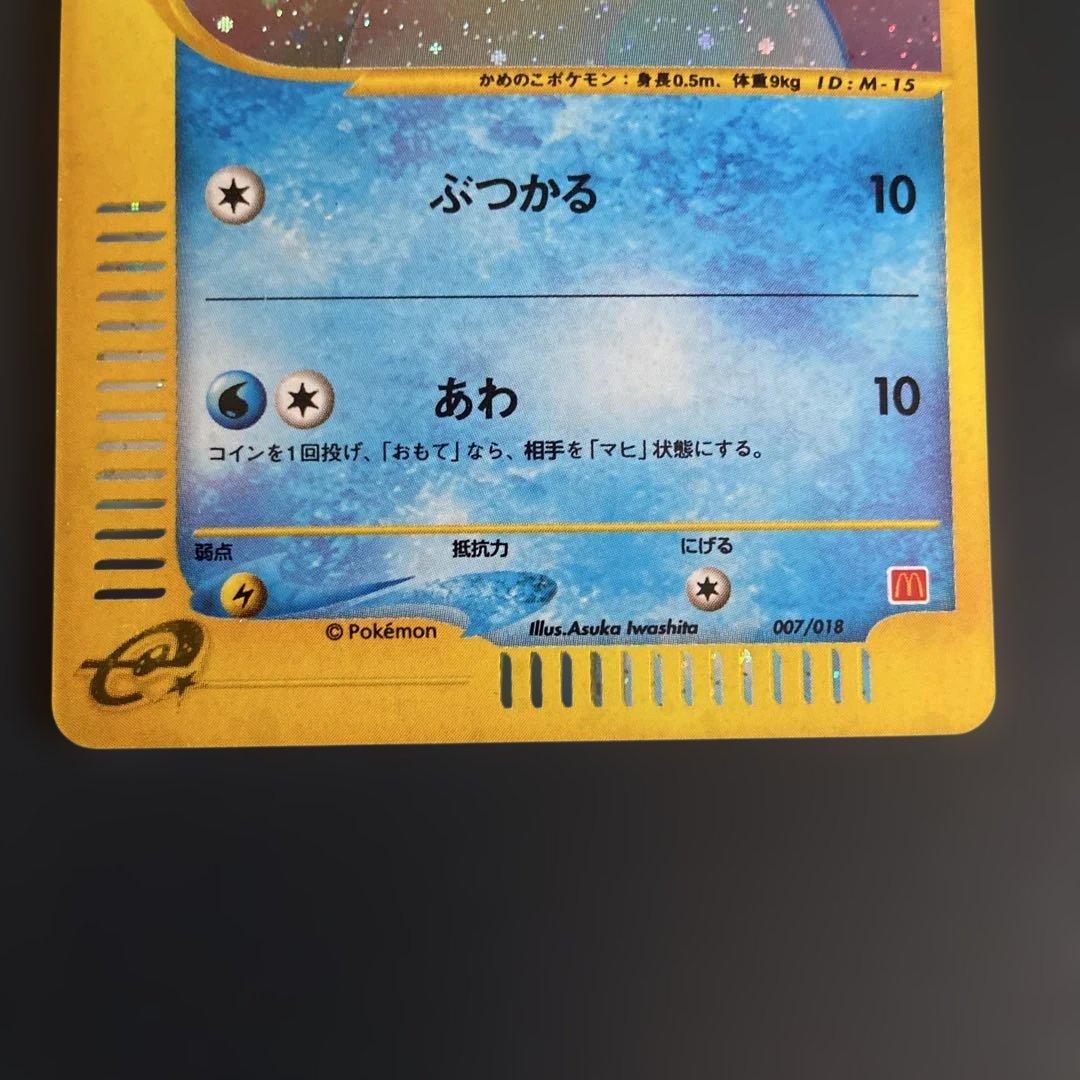 かめのこポケモン：身長0.5m、体重9kg ID:M-15
ぶつかる 10
あわ 10
コインを1回投げ、「おもて」なら、相手を「マヒ」状態にする。
弱点 抵抗力 にげる
©Pokémon Illus.Asuka Iwashita 007/018